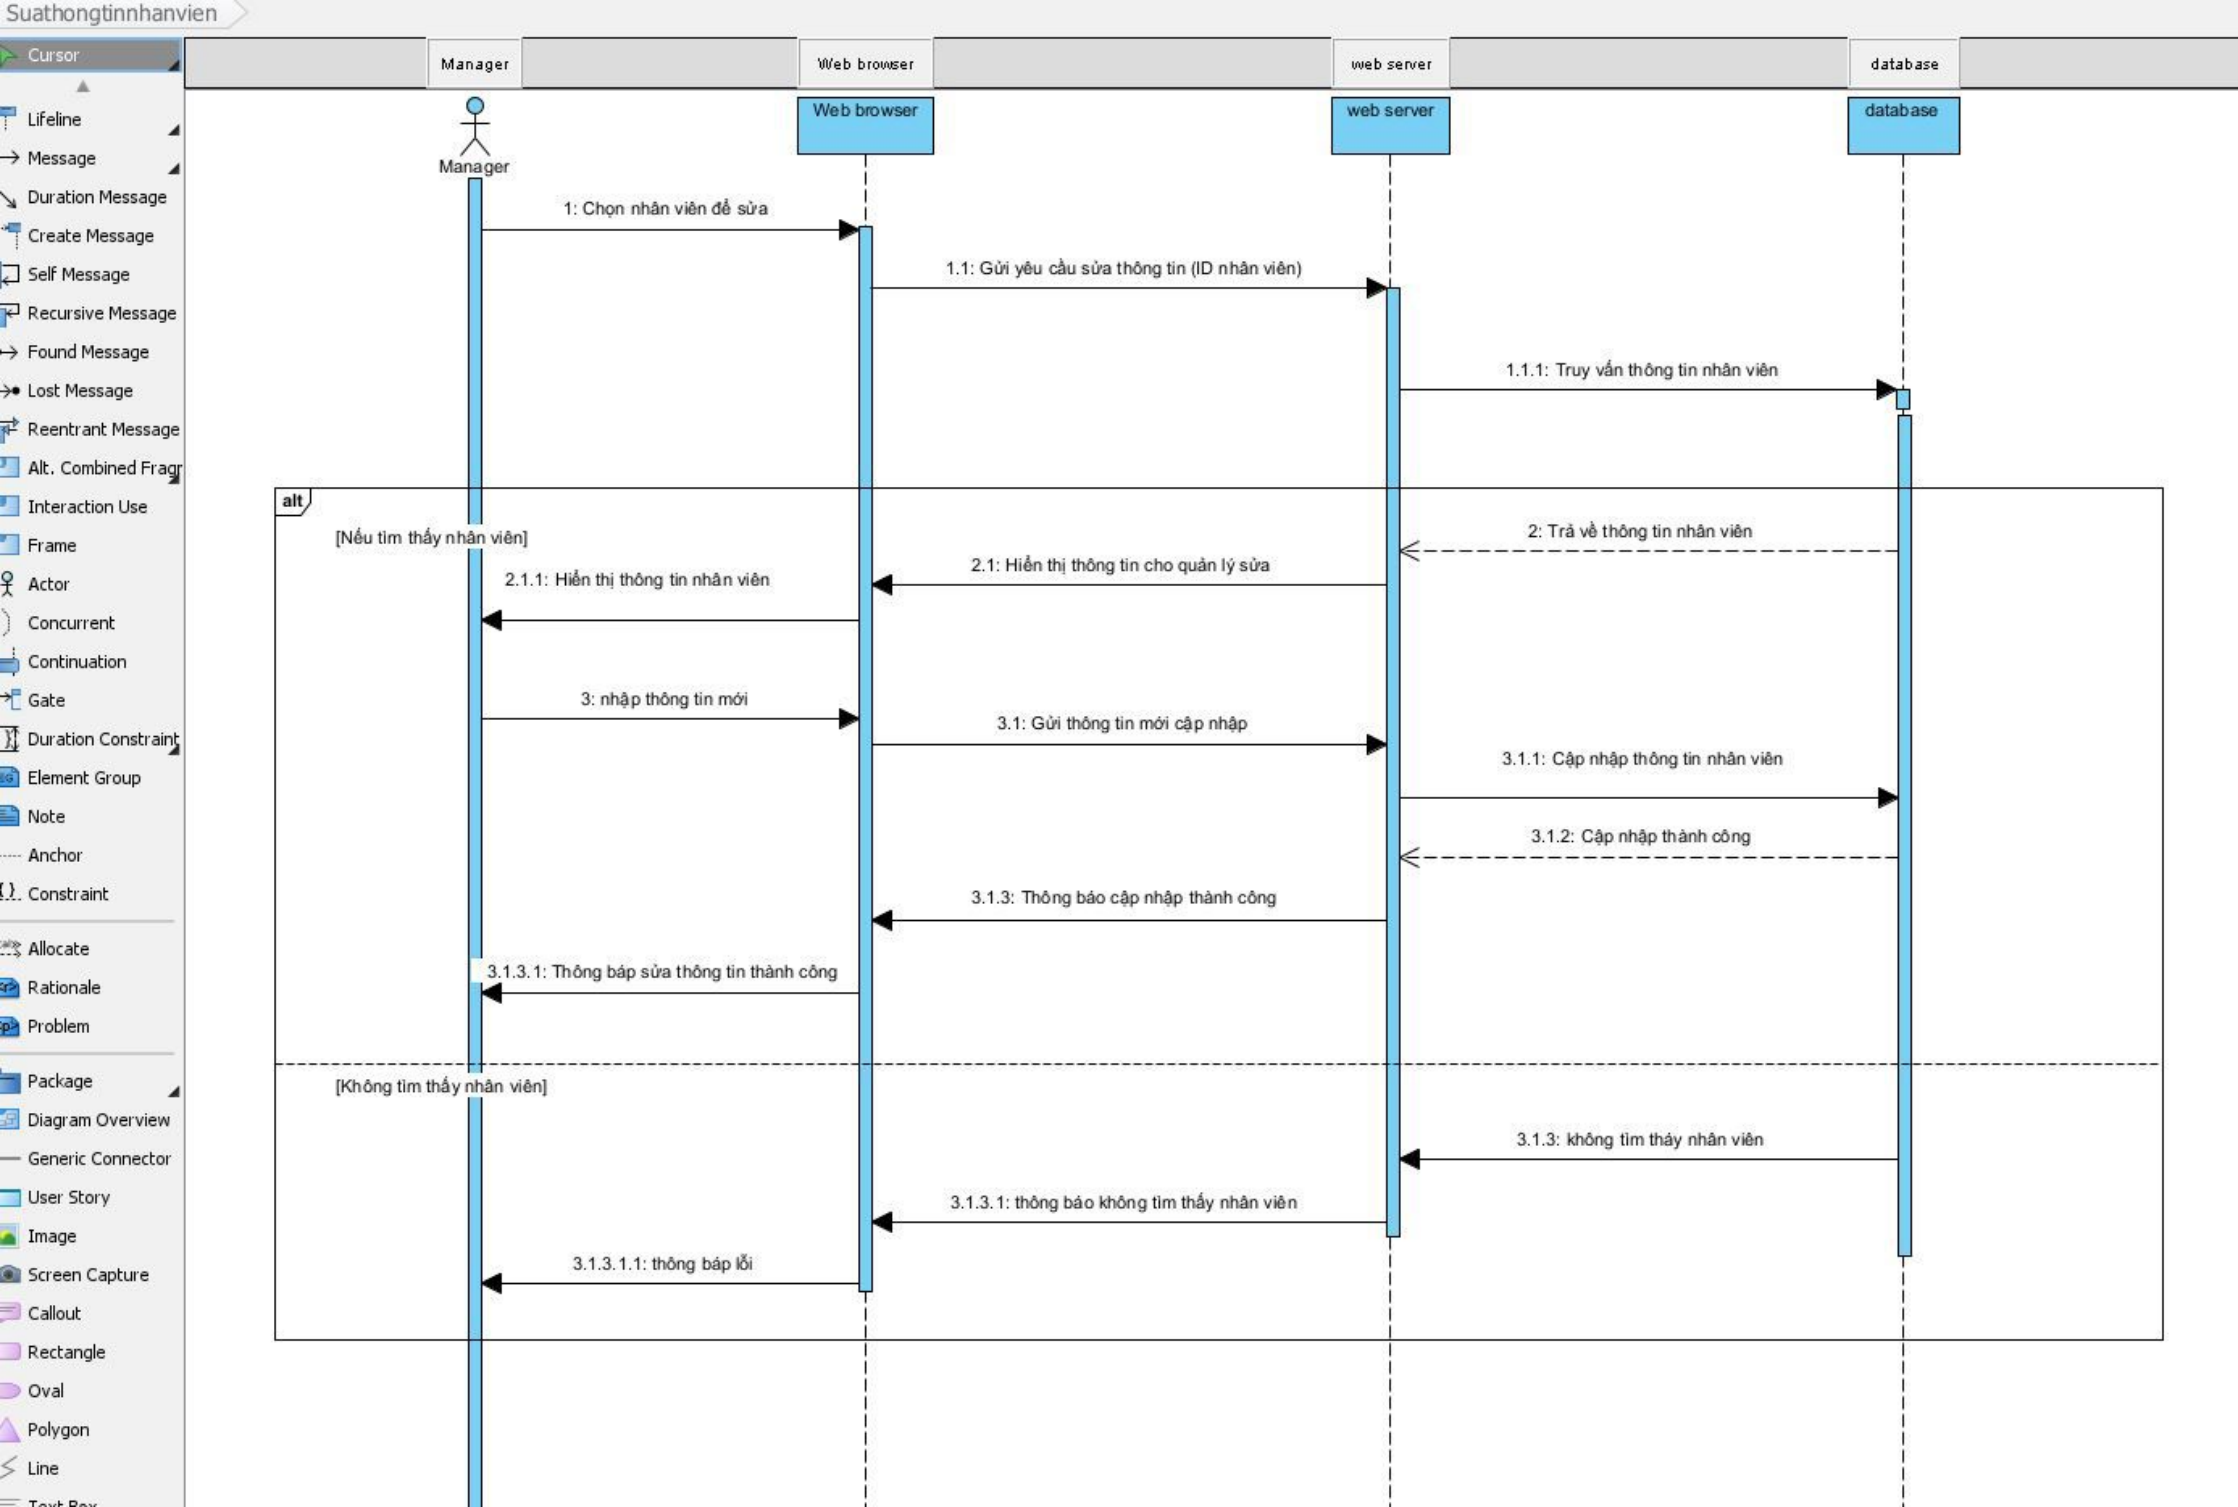 Suathongtinnhanvien
Cursor
Lifeline
Message
Duration Message
Create Message
Self Message
Recursive Message
Found Message
Lost Message
Reentrant Message
Alt. Combined Fragr
Interaction Use
Frame
Actor
Concurrent
Continuation
Gate
Duration Constraint
Element Group
Note
Anchor
Constraint
Allocate
Rationale
Problem
Package
Diagram Overview
Generic Connector
User Story
Image
Screen Capture
Callout
Rectangle
Oval
Polygon
Line
Text Box
Manager
Web browser
web server
database
Manager
Web browser
web server
database
1: Chọn nhân viên để sửa
1.1: Gửi yêu cầu sửa thông tin (ID nhân viên)
1.1.1: Truy vấn thông tin nhân viên
alt
[Nếu tìm thấy nhân viên]
2: Trả về thông tin nhân viên
2.1: Hiển thị thông tin cho quản lý sửa
2.1.1: Hiển thị thông tin nhân viên
3: nhập thông tin mới
3.1: Gửi thông tin mới cập nhập
3.1.1: Cập nhập thông tin nhân viên
3.1.2: Cập nhập thành công
3.1.3: Thông báo cập nhập thành công
3.1.3.1: Thông báp sửa thông tin thành công
[Không tìm thấy nhân viên]
3.1.3: không tìm tháy nhân viên
3.1.3.1: thông báo không tìm thấy nhân viên
3.1.3.1.1: thông báp lỗi